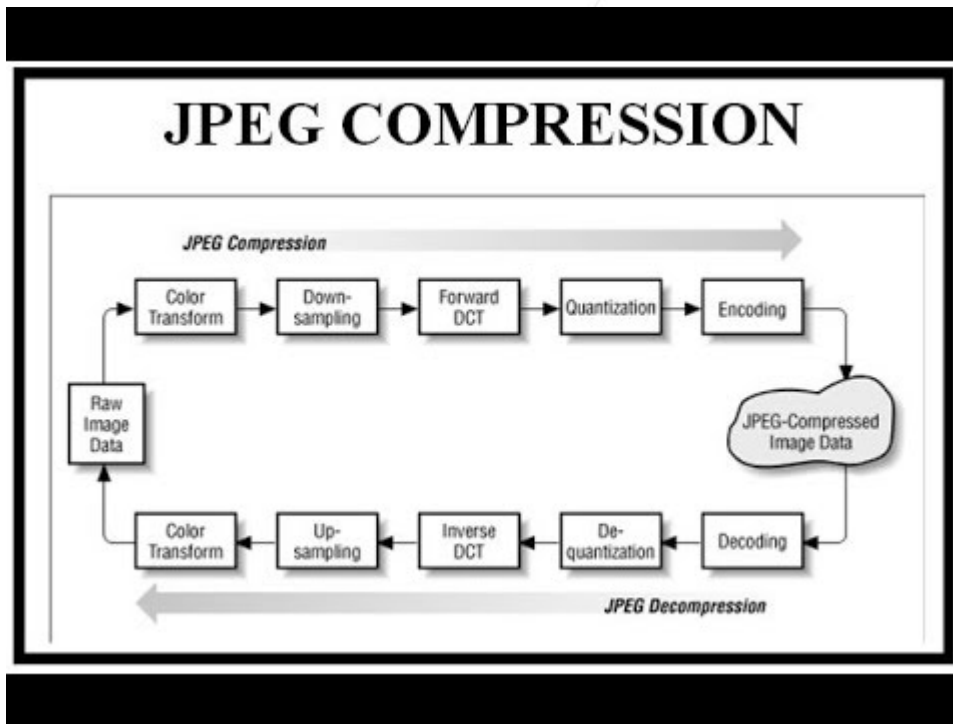 JPEG COMPRESSION
JPEG Compression
Color
Transform
Down-
sampling
Forward
DCT
Quantization
Encoding
Raw
Image
Data
JPEG-Compressed
Image Data
Color
Transform
Up-
sampling
Inverse
DCT
De-
quantization
Decoding
JPEG Decompression